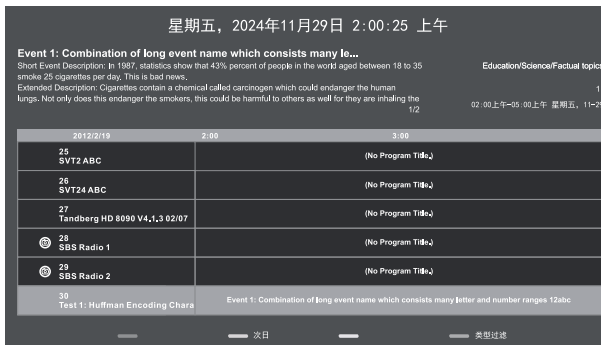 星期五, 2024年11月29日 2:00:25 上午
Event 1: Combination of long event name which consists many le...
Short Event Description: In 1987, statistics show that 43% percent of people in the world aged between 18 to 35
smoke 25 cigarettes per day. This is bad news.
Extended Description: Cigarettes contain a chemical called carcinogen which could endanger the human
lungs. Not only does this endanger the smokers, this could be harmful to others as well for they are inhaling the
1/2
Education/Science/Factual topics
1
02:00上午-05:00上午 星期五, 11-29
2012/2/19 2:00 3:00
25
SVT2 ABC (No Program Title.)
26
SVT24 ABC (No Program Title.)
27
Tandberg HD 8090 V4.1.3 02/07 (No Program Title.)
28
SBS Radio 1 (No Program Title.)
29
SBS Radio 2 (No Program Title.)
30
Test 1: Huffman Encoding Chara Event 1: Combination of long event name which consists many letter and number ranges 12abc
次日 类型过滤